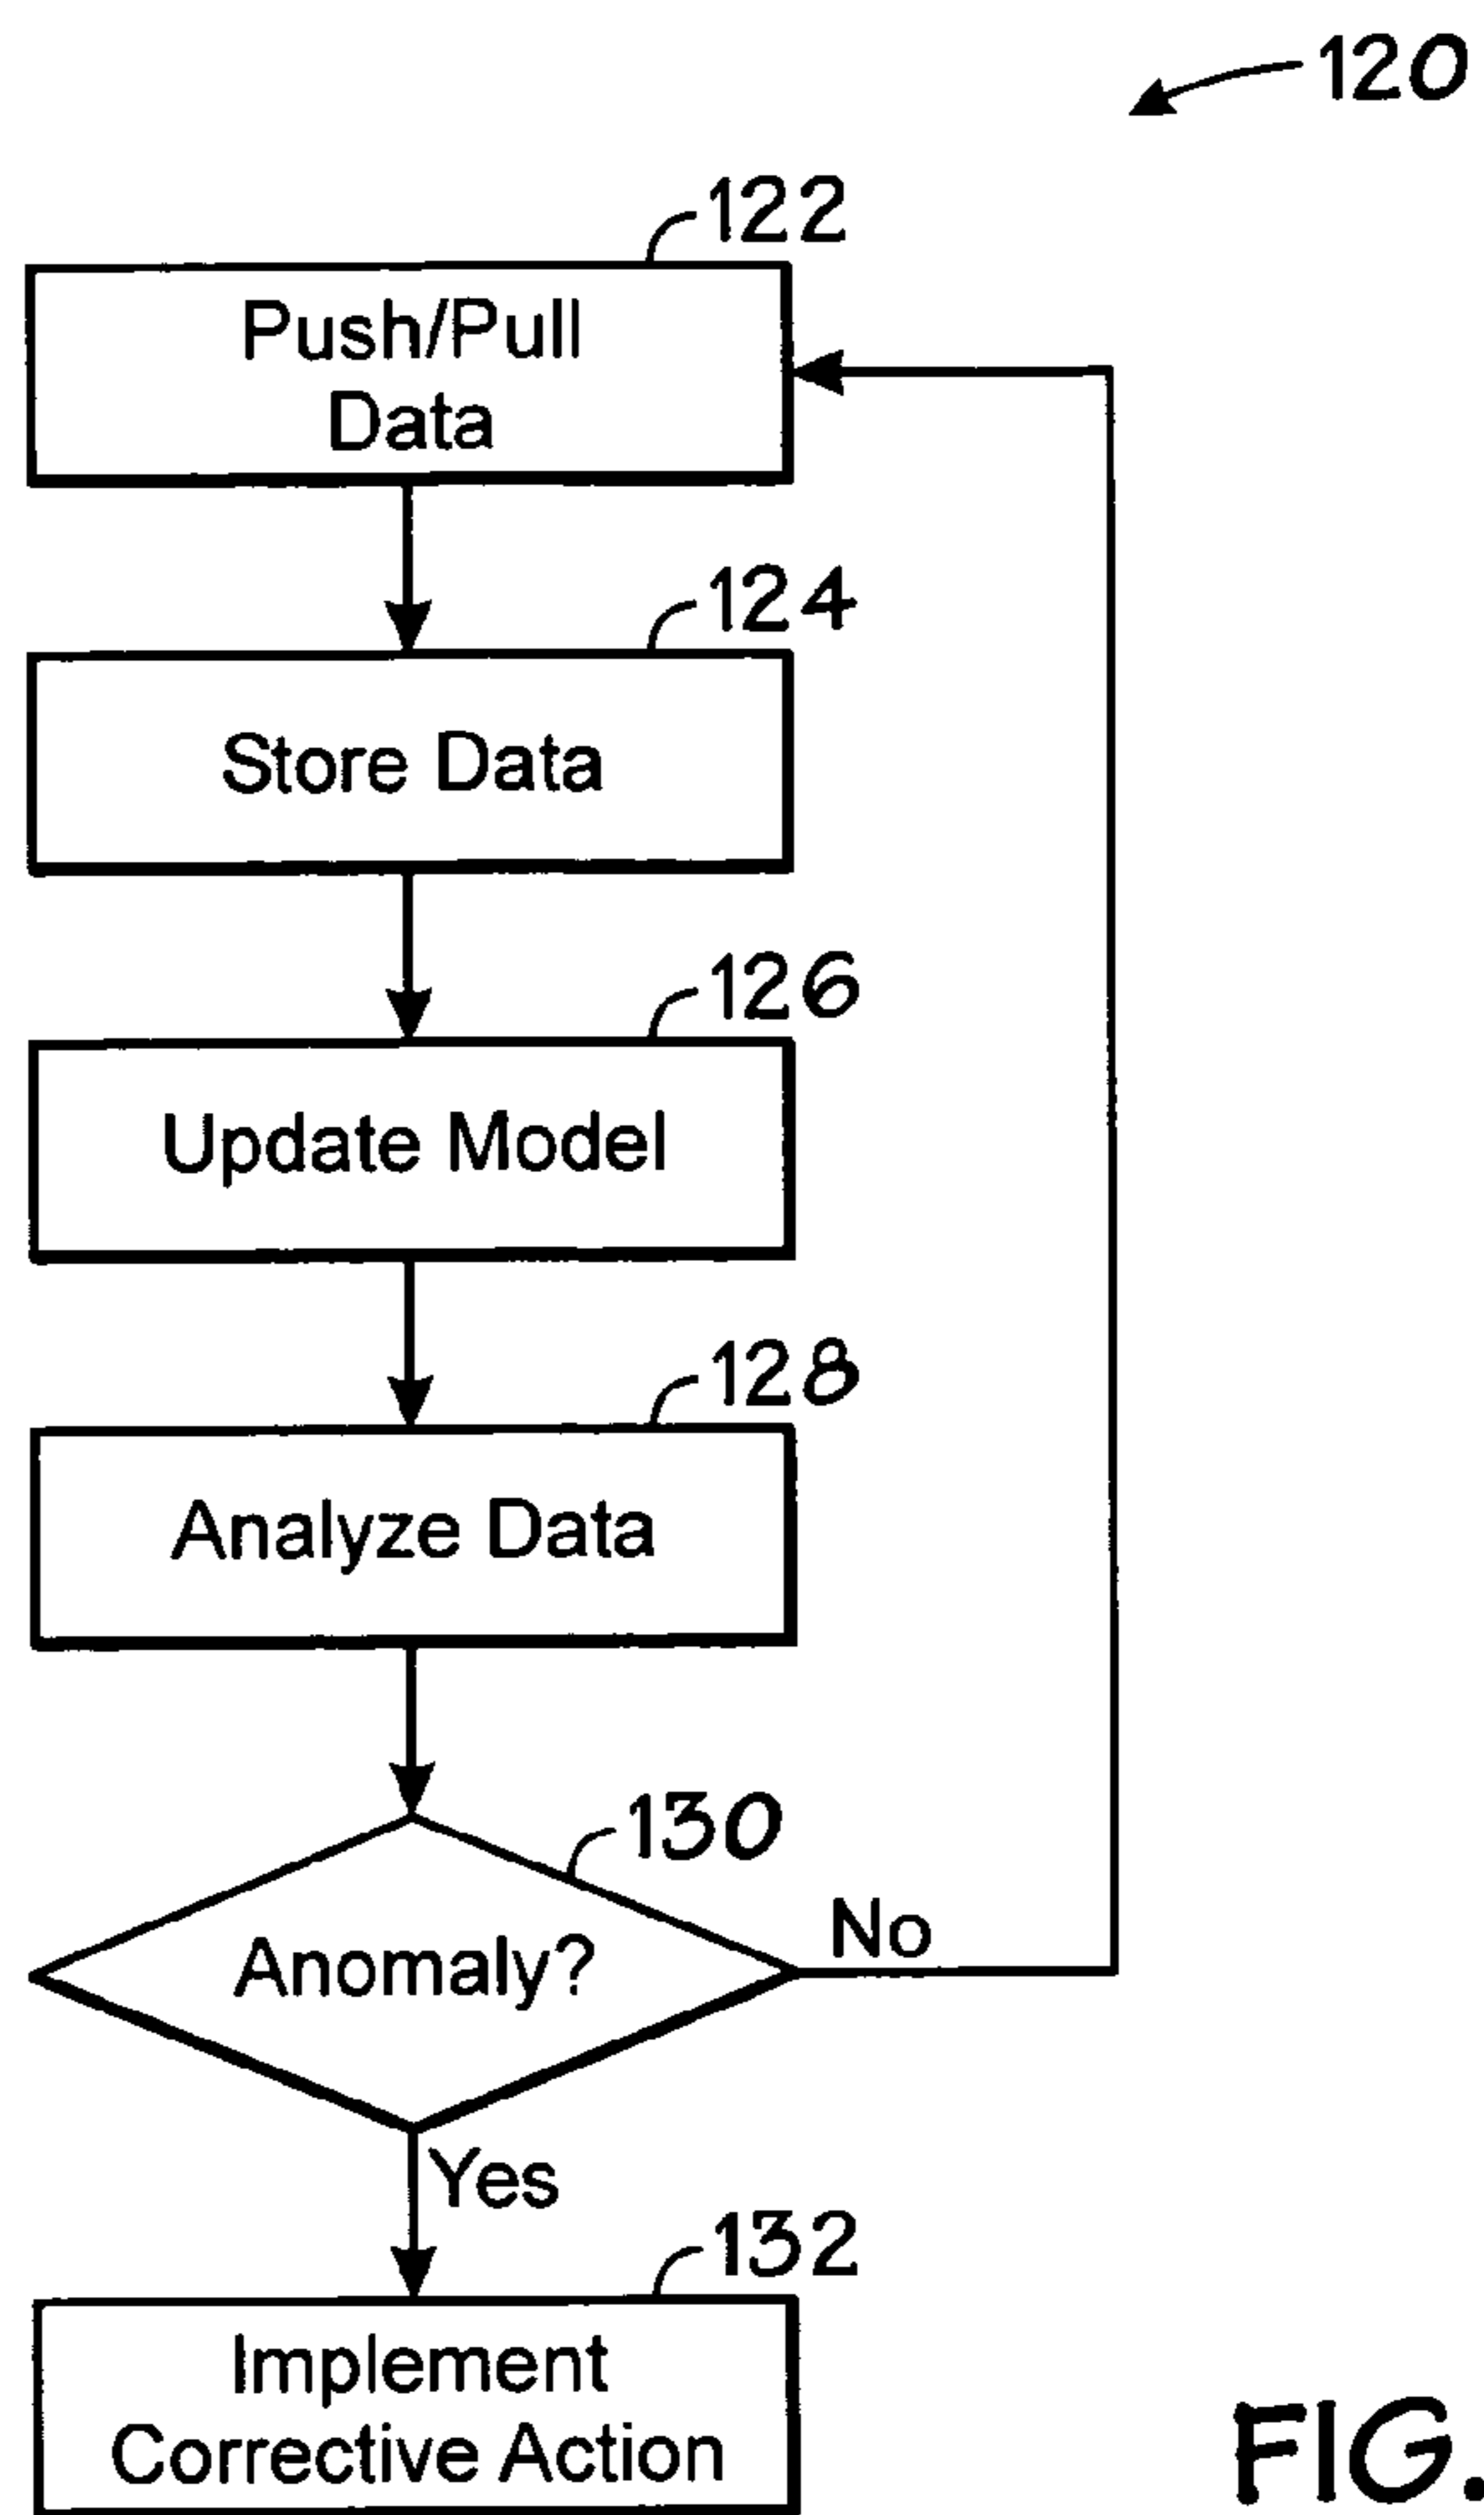 120
122
Push/Pull
Data
124
Store Data
126
Update Model
128
Analyze Data
130
Anomaly?
No
Yes
132
Implement
Corrective Action
FIG.